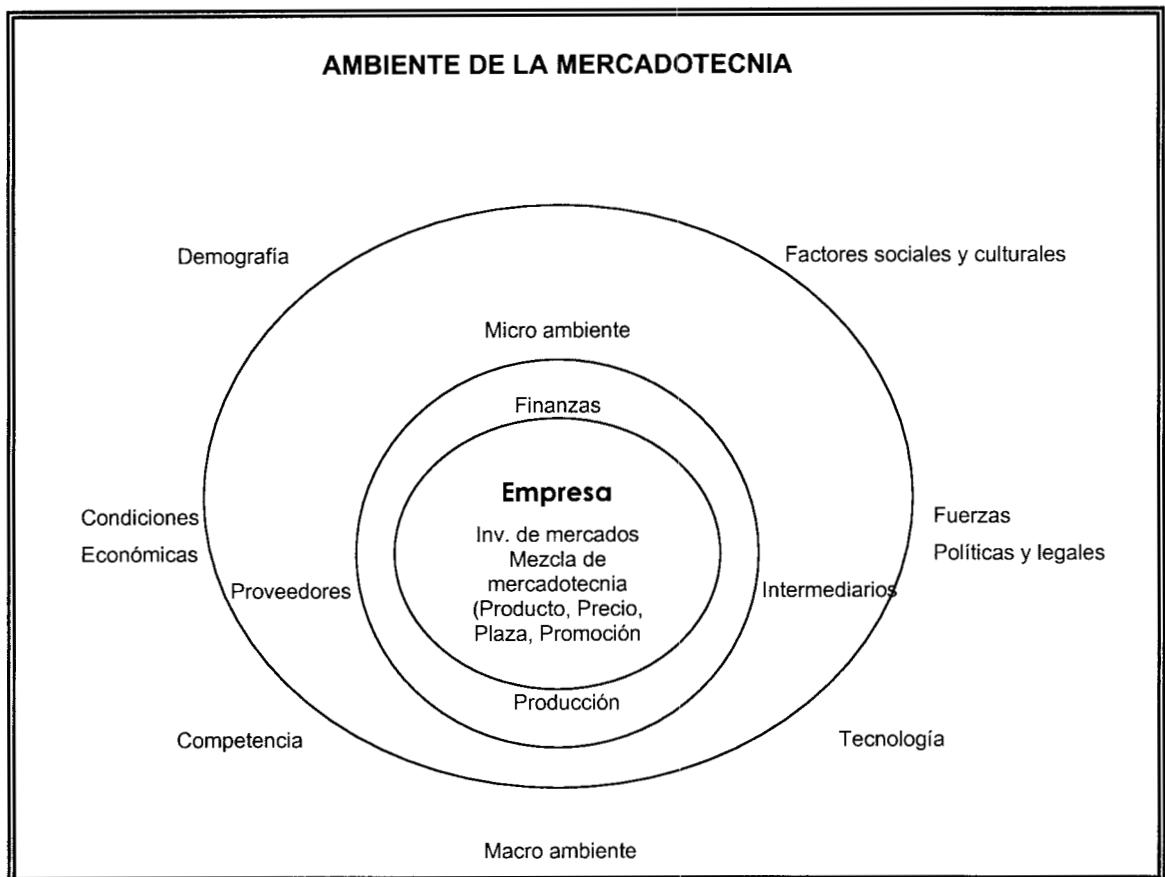 AMBIENTE DE LA MERCADOTECNIA
Demografía
Factores sociales y culturales
Micro ambiente
Finanzas
Empresa
Inv. de mercados
Mezcla de
mercadotecnia
(Producto, Precio,
Plaza, Promoción
Condiciones
Económicas
Fuerzas
Políticas y legales
Proveedores
Intermediarios
Producción
Competencia
Tecnología
Macro ambiente